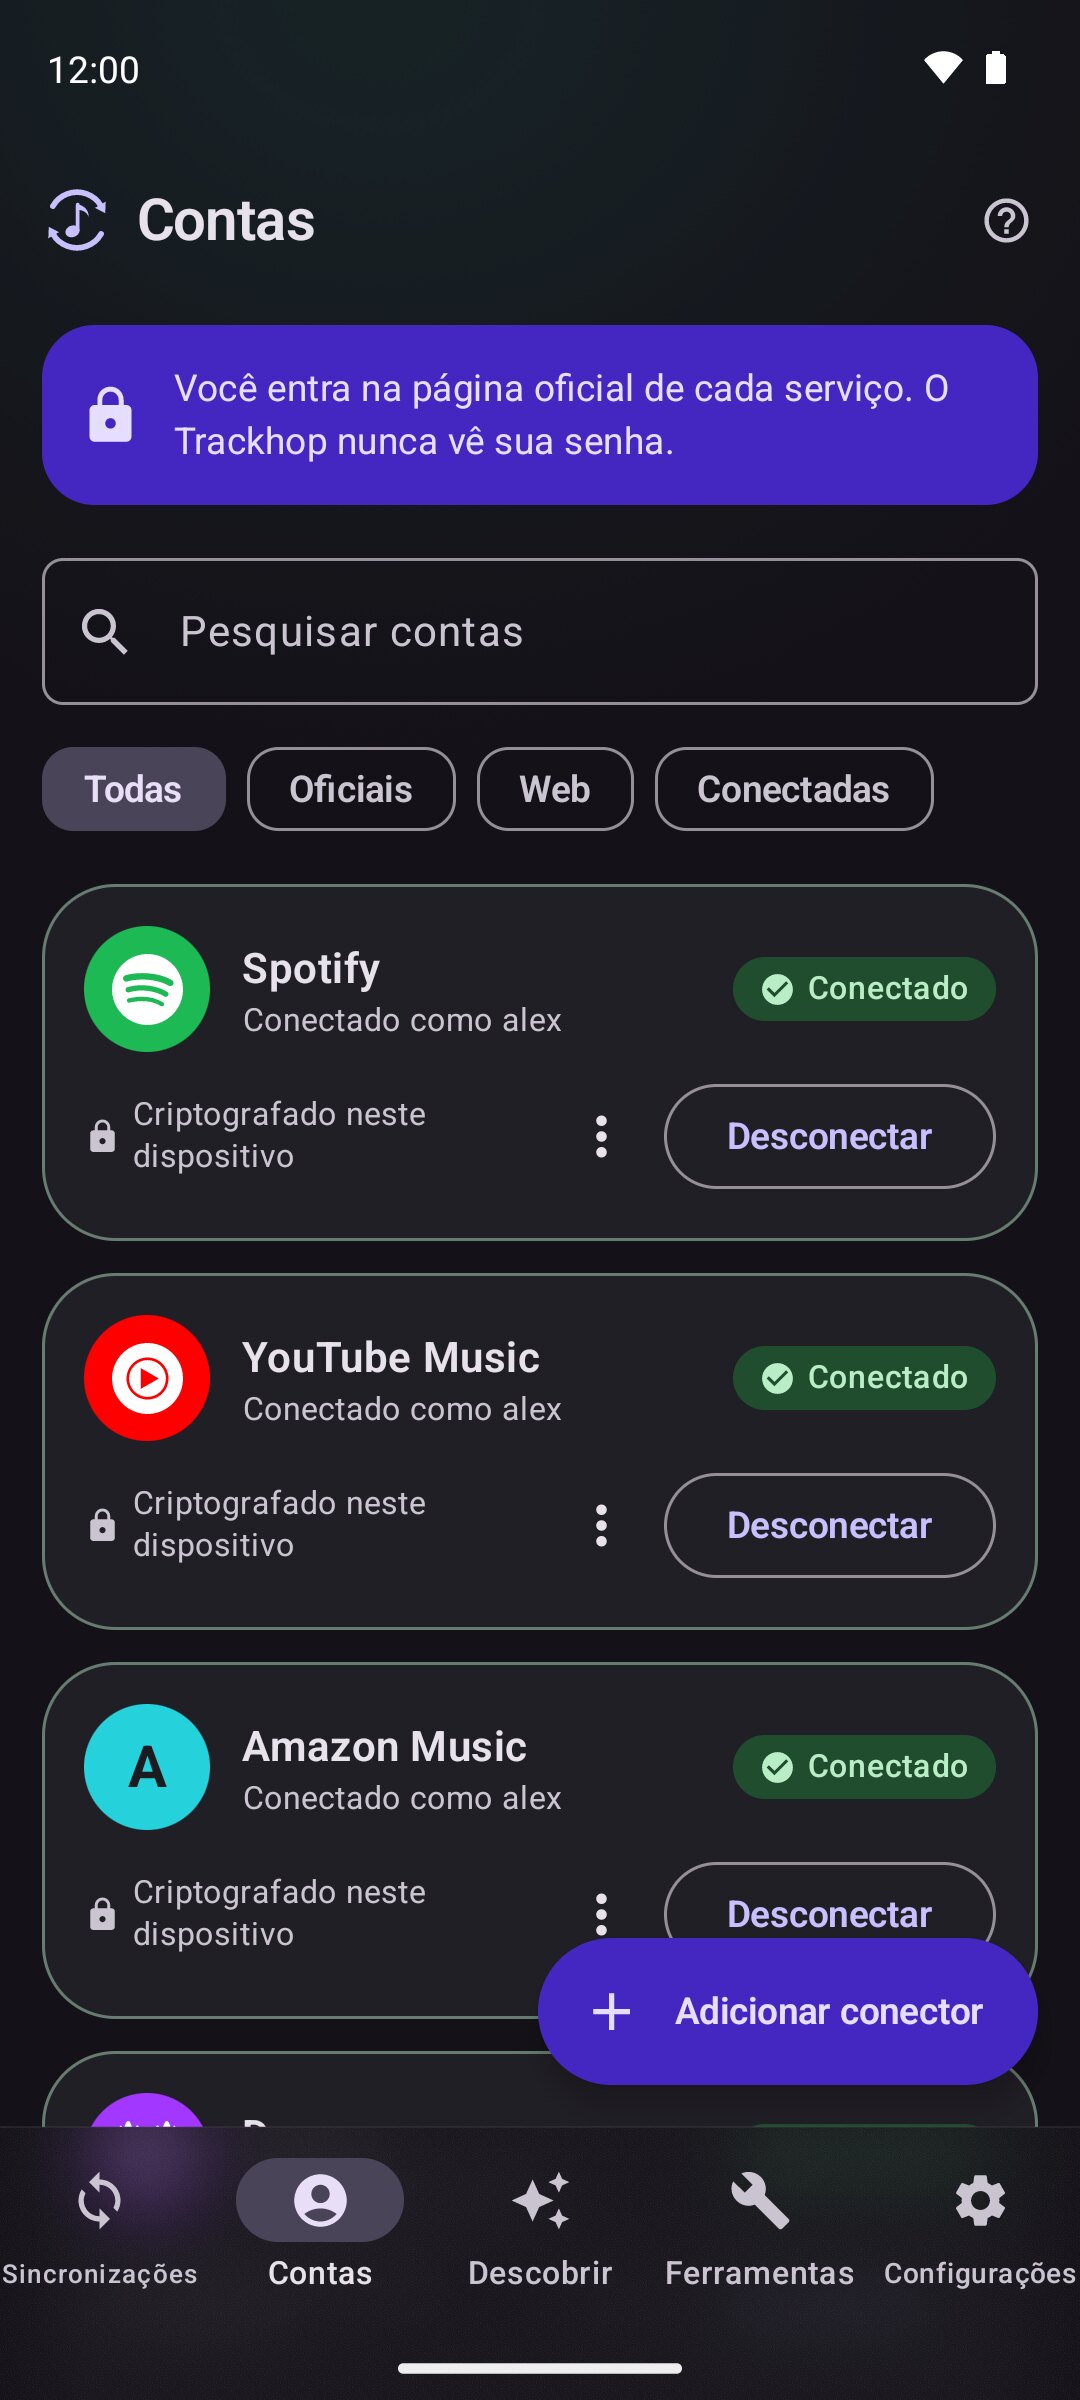 12:00
Contas
Você entra na página oficial de cada serviço. O
Trackhop nunca vê sua senha.
Pesquisar contas
Todas
Oficiais
Web
Conectadas
Spotify
Conectado como alex
Conectado
Criptografado neste
dispositivo
Desconectar
YouTube Music
Conectado como alex
Conectado
Criptografado neste
dispositivo
Desconectar
A
Amazon Music
Conectado como alex
Conectado
Criptografado neste
dispositivo
Desconectar
Adicionar conector
Sincronizações
Contas
Descobrir
Ferramentas
Configurações